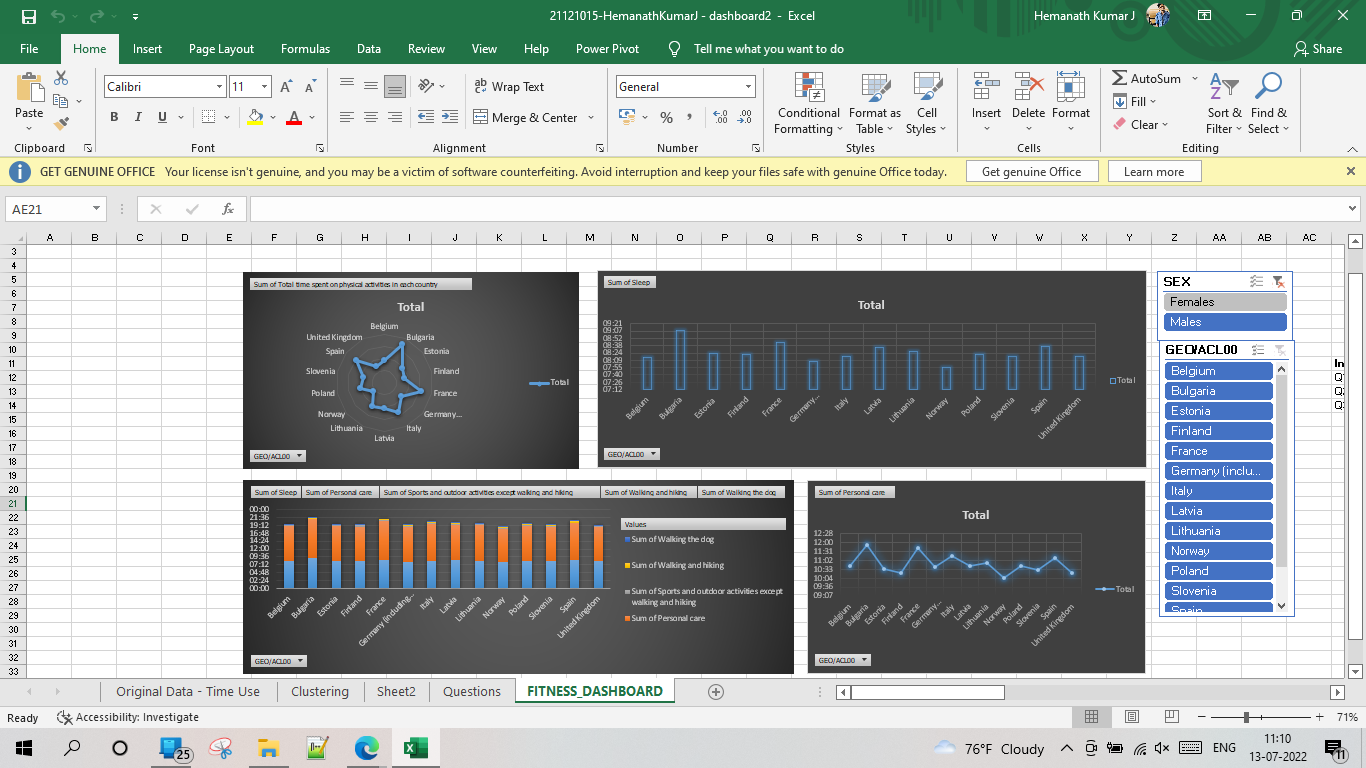 21121015-HemanathKumarJ - dashboard2 - Excel
Hemanath Kumar J
File Home Insert Page Layout Formulas Data Review View Help Power Pivot Tell me what you want to do Share
Paste
Calibri 11
B I U A
Wrap Text
Merge & Center
General
% ,
Conditional Formatting
Format as Table
Cell Styles
Insert Delete Format
AutoSum
Fill
Clear
Sort & Filter
Find & Select
Clipboard Font Alignment Number Styles Cells Editing
GET GENUINE OFFICE Your license isn't genuine, and you may be a victim of software counterfeiting. Avoid interruption and keep your files safe with genuine Office today. Get genuine Office Learn more
AE21 fx
A B C D E F G H I J K L M N O P Q R S T U V W X Y Z AA AB AC
3
4
5
6
7
8
9
10
11
12
13
14
15
16
17
18
19
20
21
22
23
24
25
26
27
28
29
30
31
32
33
Sum of Total time spent on physical activities in each country
Total
Belgium
Bulgaria
Estonia
Finland
France
Germany...
Italy
Latvia
Lithuania
Norway
Poland
Slovenia
Spain
United Kingdom
Total
GEO/ACL00
Sum of Sleep
Total
09:21
09:07
08:52
08:38
08:24
08:09
07:55
07:40
07:26
07:12
Belgium Bulgaria Estonia Finland France Germany... Italy Latvia Lithuania Norway Poland Slovenia Spain United Kingdom
Total
GEO/ACL00
SEX
Females
Males
GEO/ACL00
Belgium
Bulgaria
Estonia
Finland
France
Germany (inclu...
Italy
Latvia
Lithuania
Norway
Poland
Slovenia
Spain
In
Q
Q
Sum of Sleep Sum of Personal care Sum of Sports and outdoor activities except walking and hiking Sum of Walking and hiking Sum of Walking the dog
00:00
21:36
19:12
16:48
14:24
12:00
09:36
07:12
04:48
02:24
00:00
Belgium Bulgaria Estonia Finland France Germany (including... Italy Latvia Lithuania Norway Poland Slovenia Spain United Kingdom
Values
Sum of Walking the dog
Sum of Walking and hiking
Sum of Sports and outdoor activities except
walking and hiking
Sum of Personal care
GEO/ACL00
Sum of Personal care
Total
12:28
12:00
11:31
11:02
10:33
10:04
09:36
09:07
Belgium Bulgaria Estonia Finland France Germany... Italy Latvia Lithuania Norway Poland Slovenia Spain United Kingdom
Total
GEO/ACL00
Original Data - Time Use Clustering Sheet2 Questions FITNESS_DASHBOARD
Ready Accessibility: Investigate 71%
25 76°F Cloudy ENG 11:10
13-07-2022 11